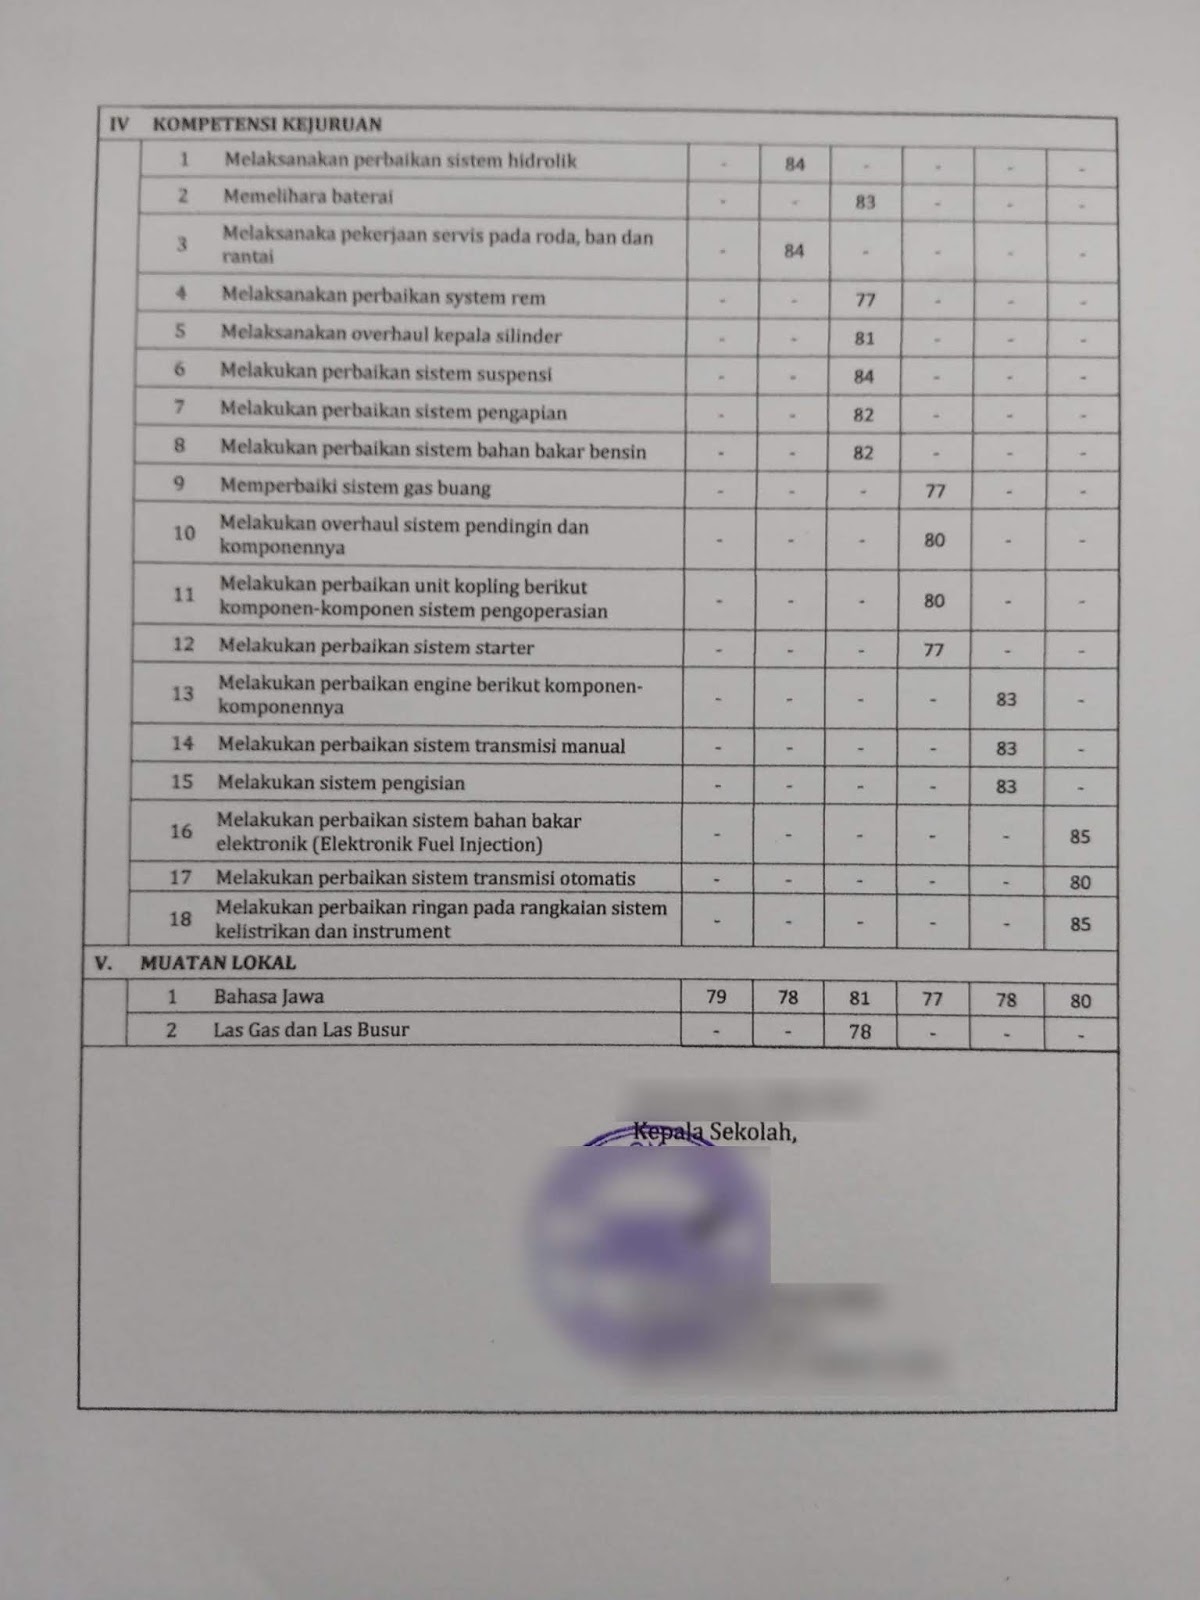 IV KOMPETENSI KEJURUAN
1 Melaksanakan perbaikan sistem hidrolik - 84 - - - -
2 Memelihara baterai - - 83 - - -
3 Melaksanaka pekerjaan servis pada roda, ban dan
rantai - 84 - - - -
4 Melaksanakan perbaikan system rem - - 77 - - -
5 Melaksanakan overhaul kepala silinder - - 81 - - -
6 Melakukan perbaikan sistem suspensi - - 84 - - -
7 Melakukan perbaikan sistem pengapian - - 82 - - -
8 Melakukan perbaikan sistem bahan bakar bensin - - 82 - - -
9 Memperbaiki sistem gas buang - - - 77 - -
10 Melakukan overhaul sistem pendingin dan
komponennya - - - 80 - -
11 Melakukan perbaikan unit kopling berikut
komponen-komponen sistem pengoperasian - - - 80 - -
12 Melakukan perbaikan sistem starter - - - 77 - -
13 Melakukan perbaikan engine berikut komponen-
komponennya - - - - 83 -
14 Melakukan perbaikan sistem transmisi manual - - - - 83 -
15 Melakukan sistem pengisian - - - - 83 -
16 Melakukan perbaikan sistem bahan bakar
elektronik (Elektronik Fuel Injection) - - - - - 85
17 Melakukan perbaikan sistem transmisi otomatis - - - - - 80
18 Melakukan perbaikan ringan pada rangkaian sistem
kelistrikan dan instrument - - - - - 85
V. MUATAN LOKAL
1 Bahasa Jawa 79 78 81 77 78 80
2 Las Gas dan Las Busur - - 78 - - -
Kepala Sekolah,